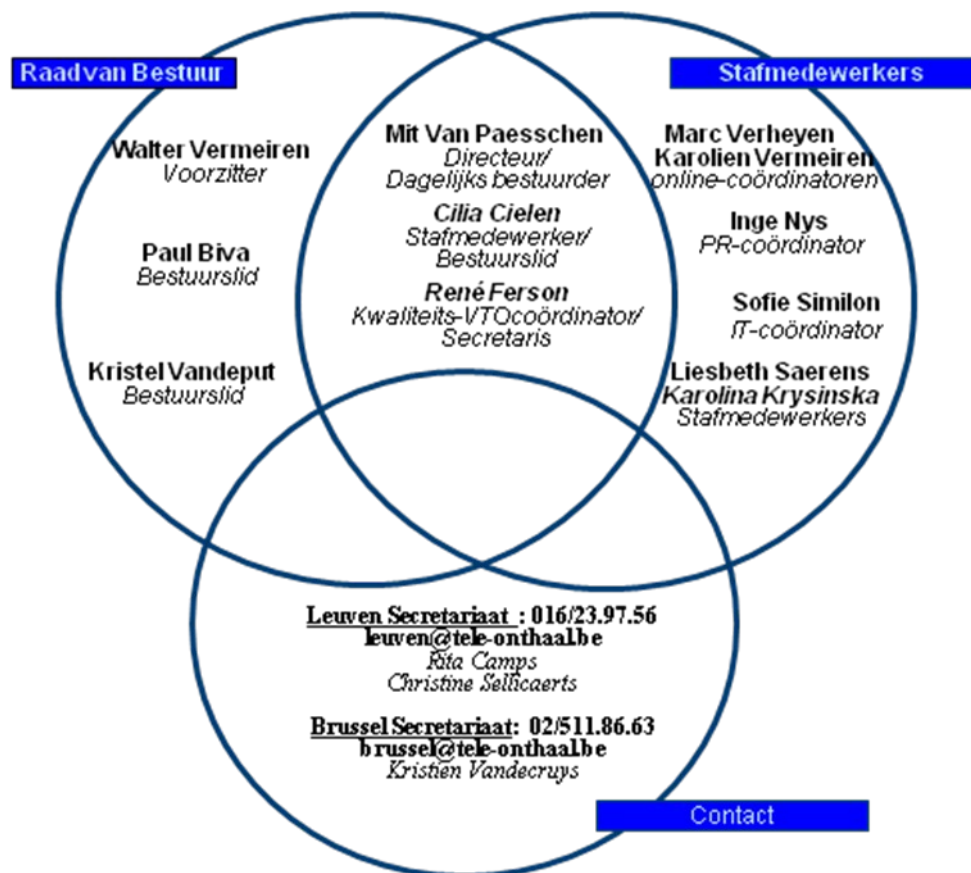 Raad van Bestuur
Stafmedewerkers
Walter Vermeiren
Voorzitter
Paul Biva
Bestuurslid
Kristel Vandeput
Bestuurslid
Mit Van Paesschen
Directeur/
Dagelijks bestuurder
Cilia Cielen
Stafmedewerker/
Bestuurslid
René Ferson
Kwaliteits-VTOcoördinator/
Secretaris
Marc Verheyen
Karolien Vermeiren
online-coördinatoren
Inge Nys
PR-coördinator
Sofie Similon
IT-coördinator
Liesbeth Saerens
Karolina Krysinska
Stafmedewerkers
Leuven Secretariaat : 016/23.97.56
leuven@tele-onthaal.be
Rita Camps
Christine Sellicaerts
Brussel Secretariaat: 02/511.86.63
brussel@tele-onthaal.be
Kristien Vandecruys
Contact